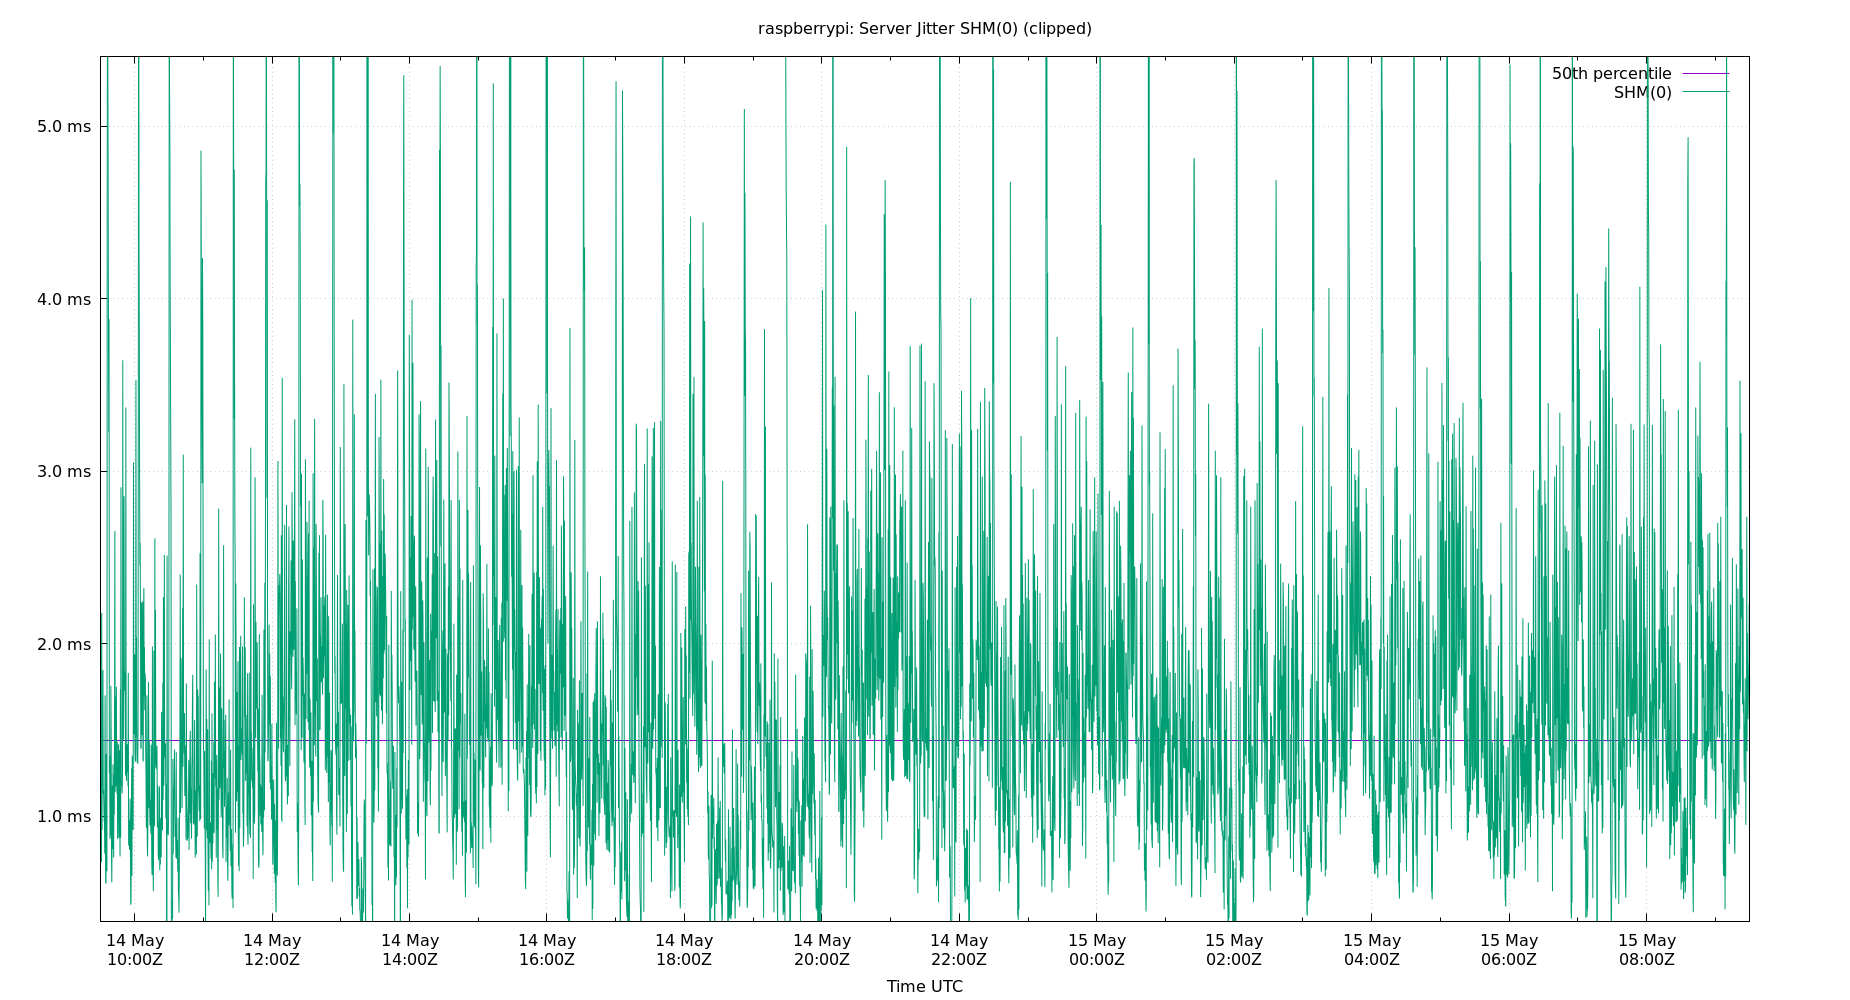 raspberrypi: Server Jitter SHM(0) (clipped)
50th percentile
SHM(0)
5.0 ms
4.0 ms
3.0 ms
2.0 ms
1.0 ms
14 May 14 May 14 May 14 May 14 May 14 May 14 May 15 May 15 May 15 May 15 May 15 May
10:00Z 12:00Z 14:00Z 16:00Z 18:00Z 20:00Z 22:00Z 00:00Z 02:00Z 04:00Z 06:00Z 08:00Z
Time UTC